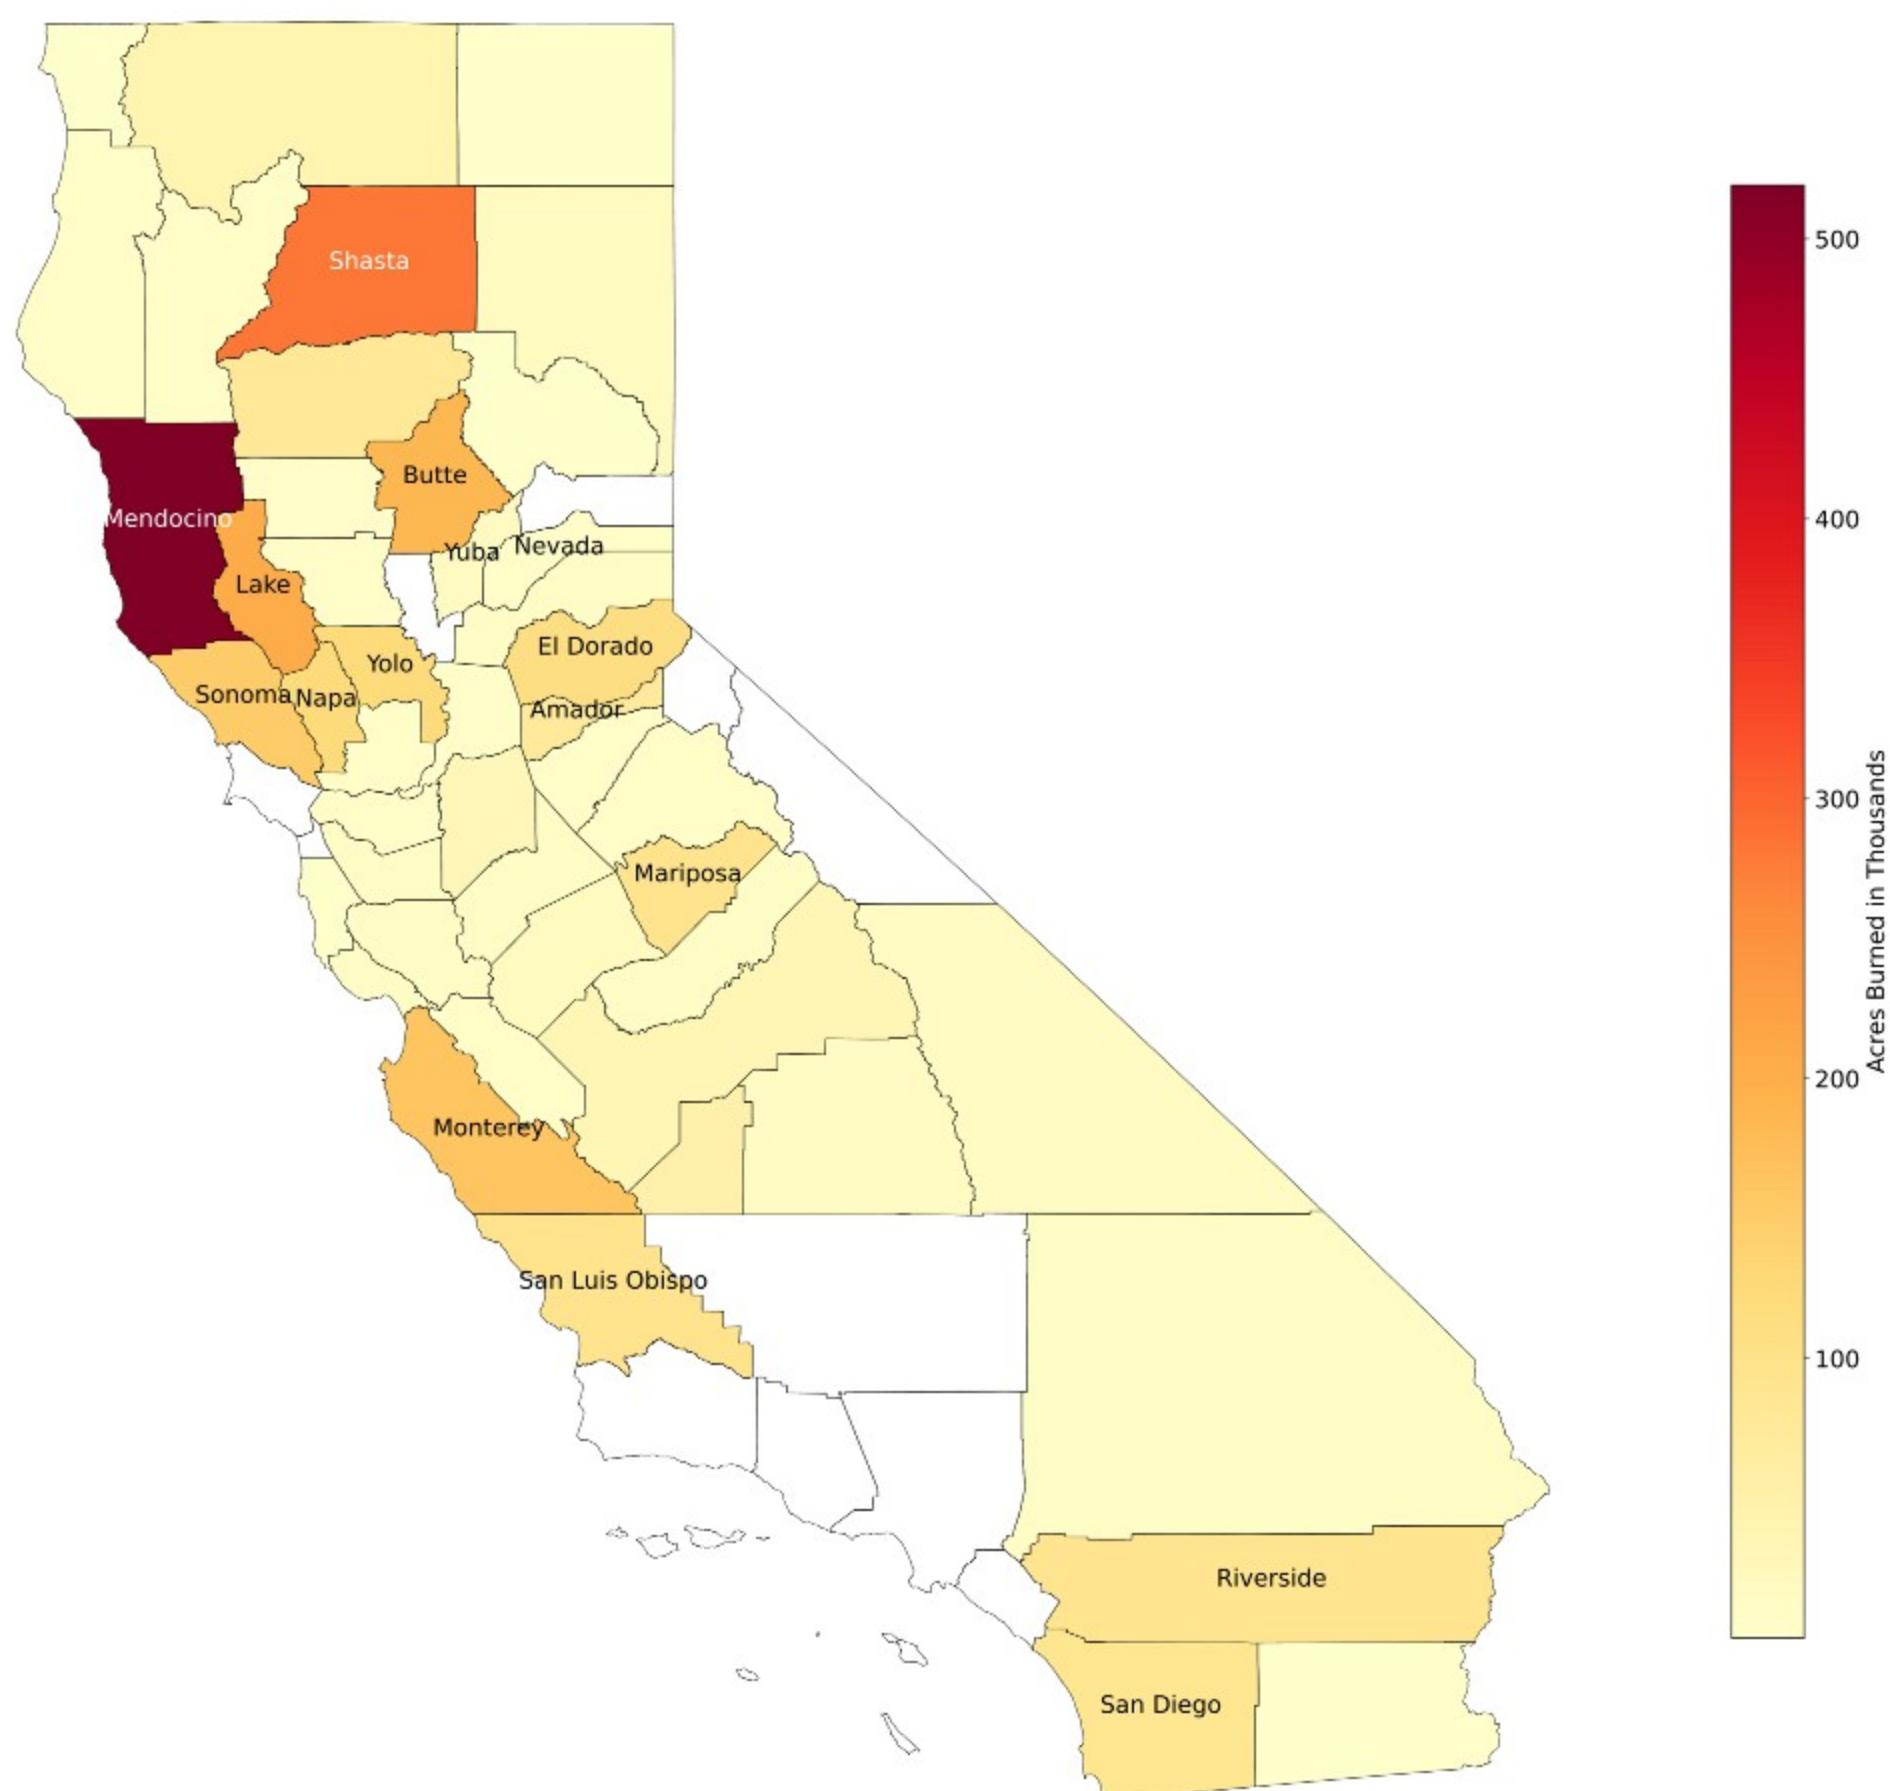 Shasta
500
Butte
Mendocino
400
Yuba
Nevada
Lake
El Dorado
Yolo
Sonoma
Napa
Amador
300
Mariposa
Acres Burned in Thousands
200
Monterey
San Luis Obispo
100
Riverside
San Diego